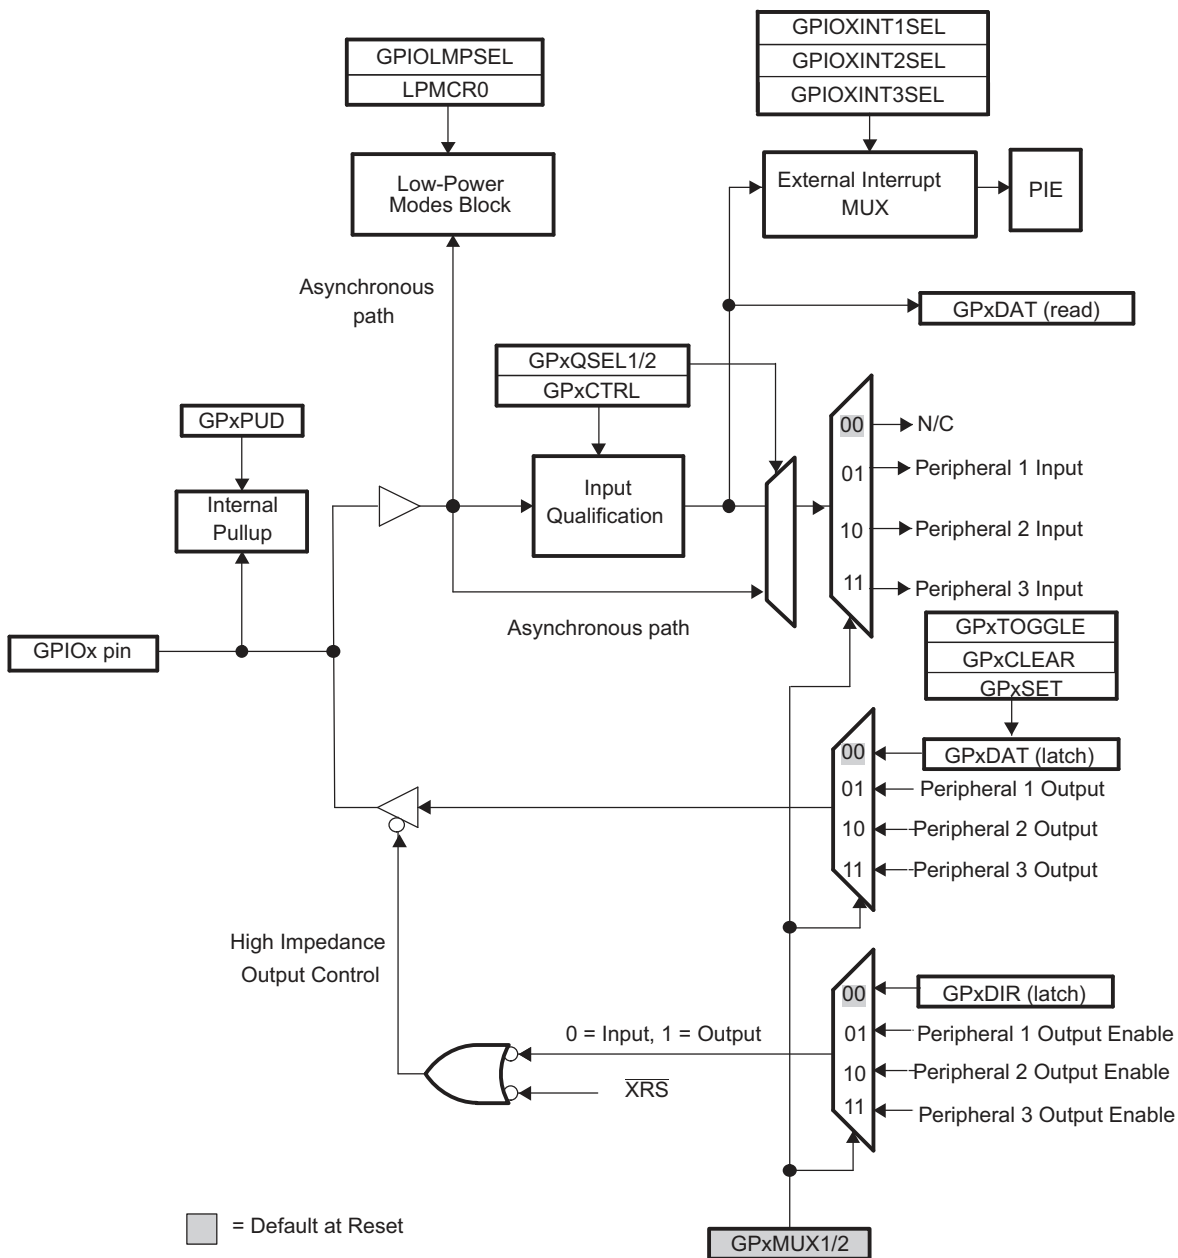 GPIOLMPSEL
LPMCR0
GPIOXINT1SEL
GPIOXINT2SEL
GPIOXINT3SEL
Low-Power
Modes Block
External Interrupt
MUX
PIE
Asynchronous
path
GPxDAT (read)
GPxQSEL1/2
GPxCTRL
GPxPUD
Internal
Pullup
Input
Qualification
00
N/C
01
Peripheral 1 Input
10
Peripheral 2 Input
11
Peripheral 3 Input
Asynchronous path
GPIOx pin
GPxTOGGLE
GPxCLEAR
GPxSET
00
GPxDAT (latch)
01
Peripheral 1 Output
10
Peripheral 2 Output
11
Peripheral 3 Output
High Impedance
Output Control
00
GPxDIR (latch)
0 = Input, 1 = Output
01
Peripheral 1 Output Enable
10
Peripheral 2 Output Enable
XRS
11
Peripheral 3 Output Enable
= Default at Reset
GPxMUX1/2